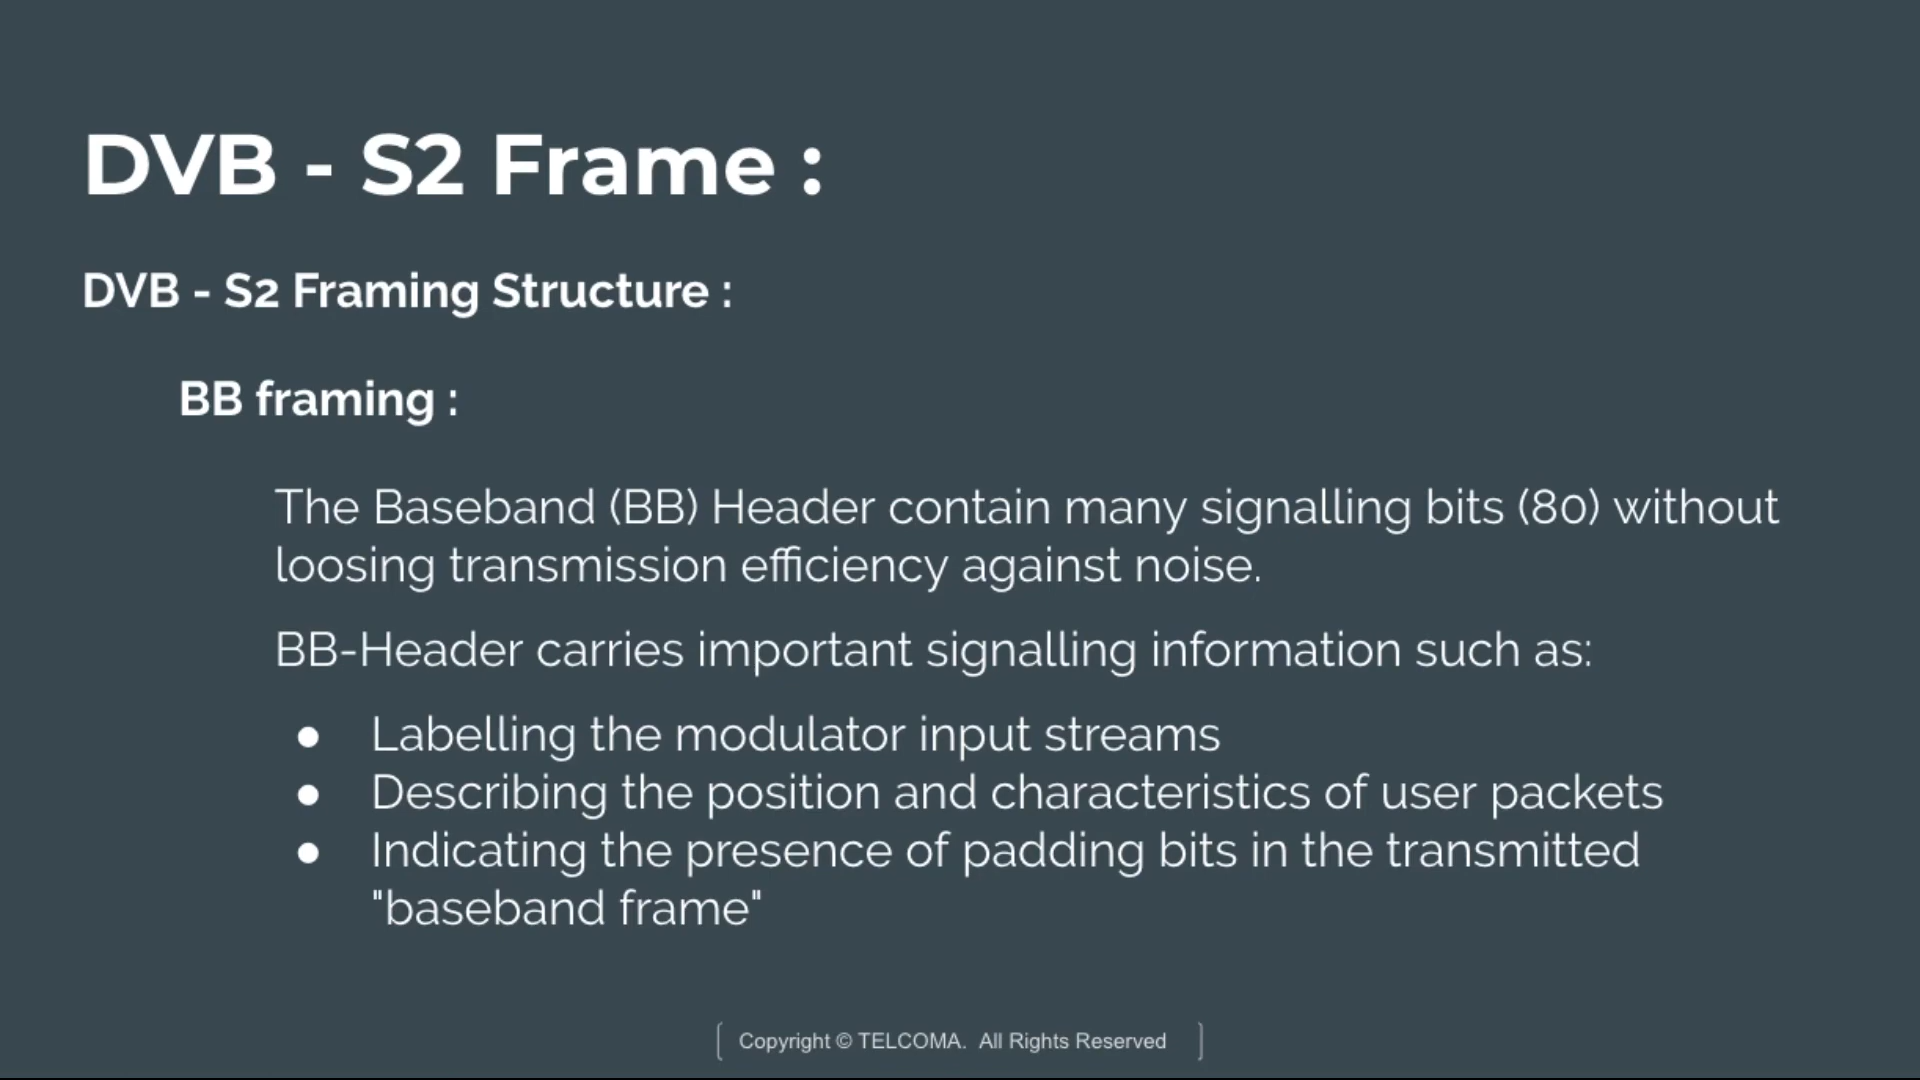 DVB - S2 Frame :
DVB - S2 Framing Structure :
BB framing :
The Baseband (BB) Header contain many signalling bits (80) without
loosing transmission efficiency against noise.
BB-Header carries important signalling information such as:
● Labelling the modulator input streams
● Describing the position and characteristics of user packets
● Indicating the presence of padding bits in the transmitted
"baseband frame"
[ Copyright © TELCOMA. All Rights Reserved ]